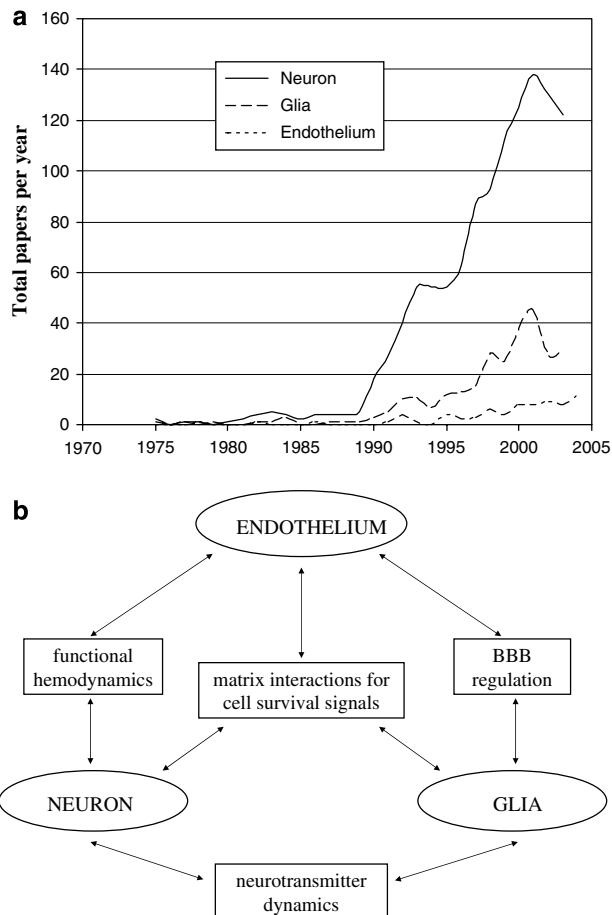 a
Total papers per year
160
140
120
100
80
60
40
20
0
Neuron
Glia
Endothelium
1970 1975 1980 1985 1990 1995 2000 2005
b
ENDOTHELIUM
functional
hemodynamics
matrix interactions for
cell survival signals
BBB
regulation
NEURON
GLIA
neurotransmitter
dynamics